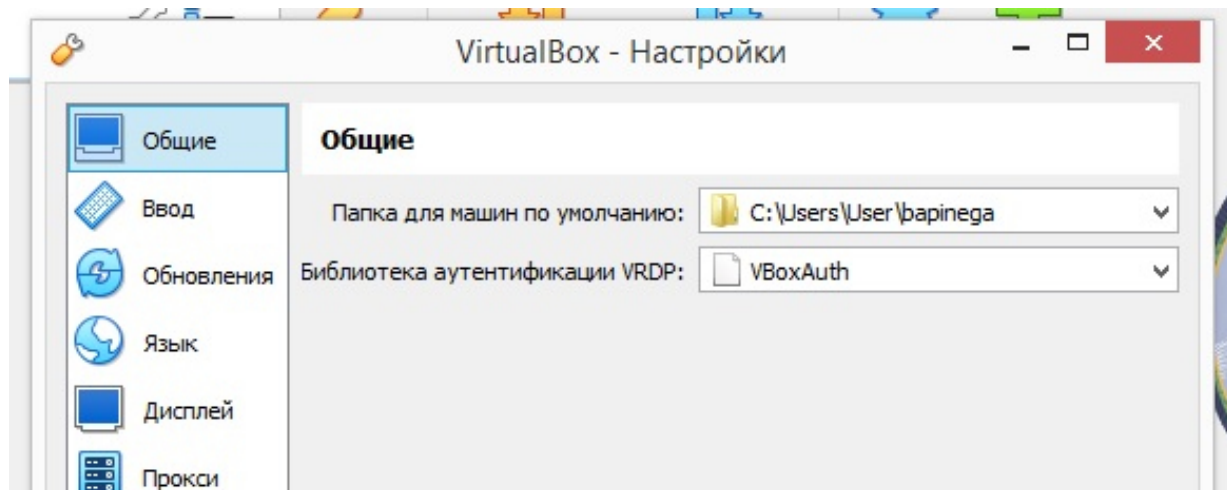 VirtualBox - Настройки
Общие
Общие
Ввод
Папка для машин по умолчанию: C:\Users\User\bapinega
Обновления
Библиотека аутентификации VRDP: VBoxAuth
Язык
Дисплей
Прокси